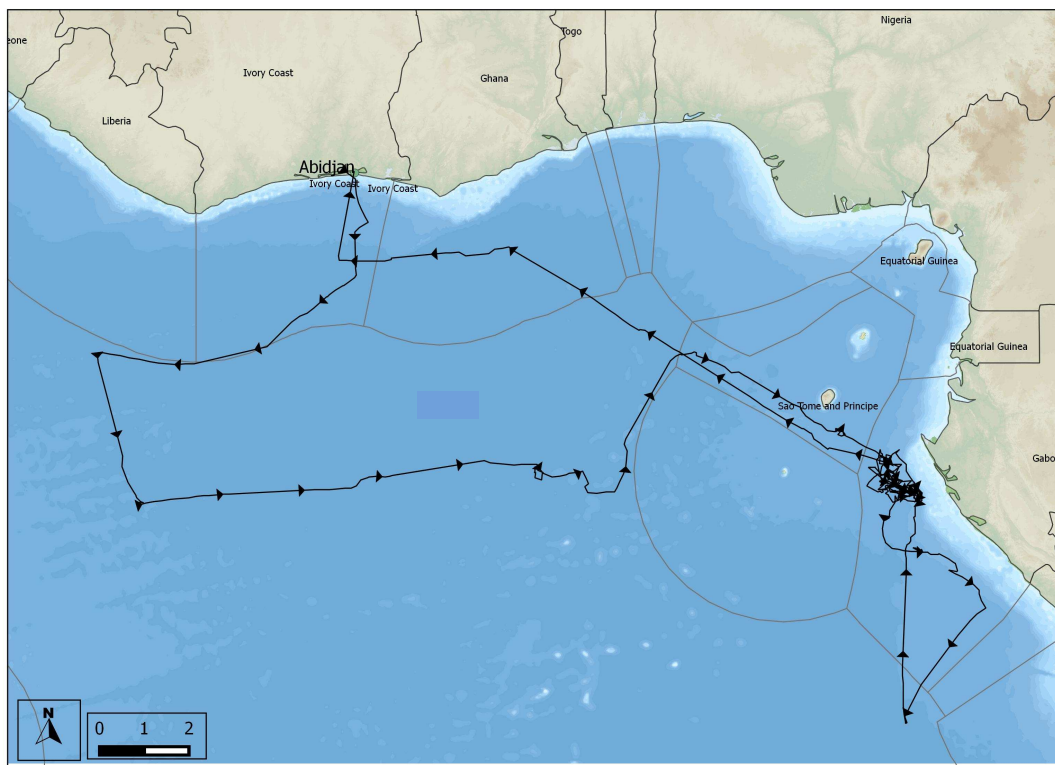 Nigeria
eone
Togo
Ivory Coast
Ghana
Liberia
Abidjan
Ivory Coast
Ivory Coast
Equatorial Guinea
Equatorial Guinea
Sao Tome and Principe
Gabo
N
0 1 2